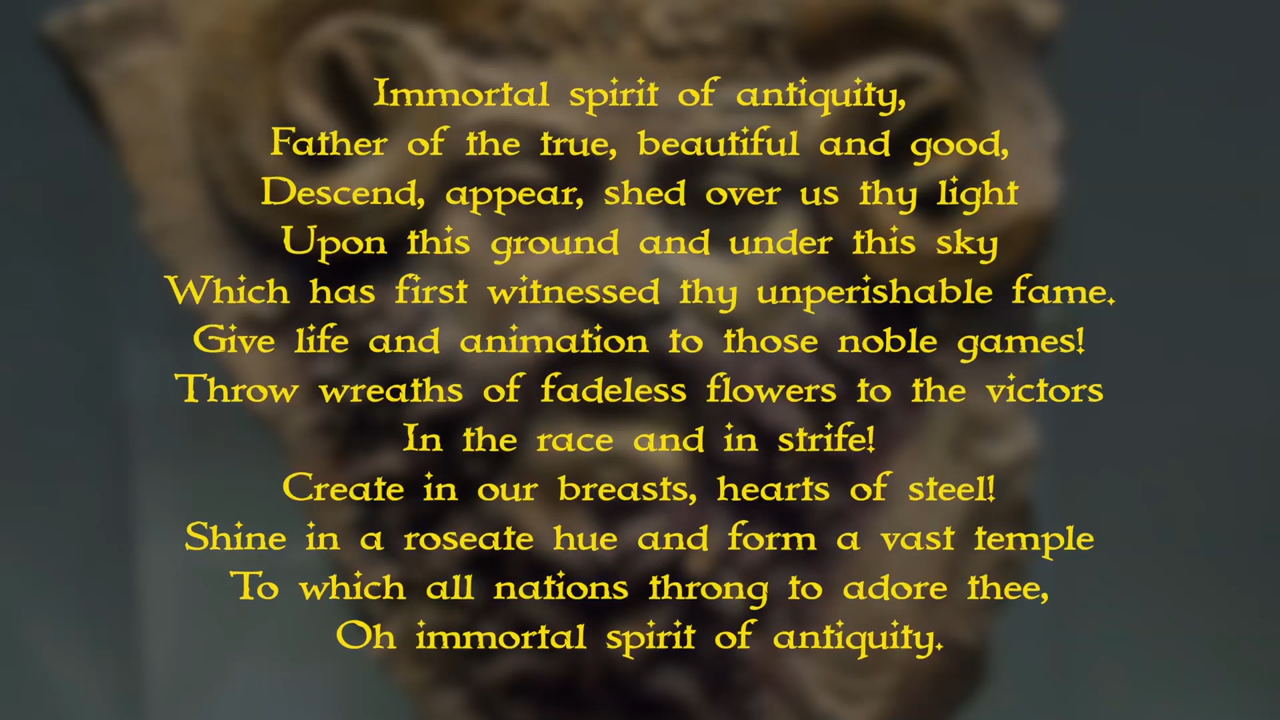 Immortal spirit of antiquity,
Father of the true, beautiful and good,
Descend, appear, shed over us thy light
Upon this ground and under this sky
Which has first witnessed thy unperishable fame.
Give life and animation to those noble games!
Throw wreaths of fadeless flowers to the victors
In the race and in strife!
Create in our breasts, hearts of steel!
Shine in a roseate hue and form a vast temple
To which all nations throng to adore thee,
Oh immortal spirit of antiquity.